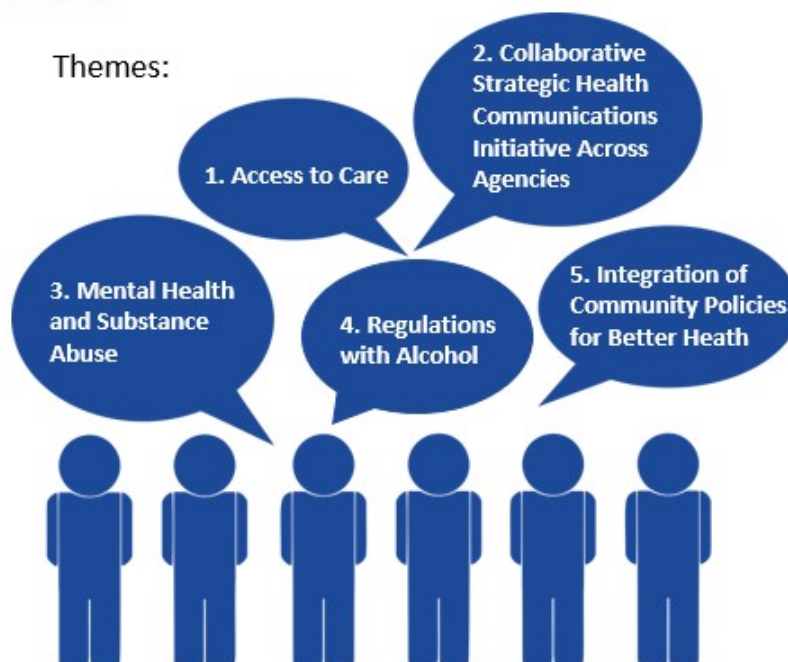 Themes:
1. Access to Care
2. Collaborative
Strategic Health
Communications
Initiative Across
Agencies
3. Mental Health
and Substance
Abuse
4. Regulations
with Alcohol
5. Integration of
Community Policies
for Better Heath